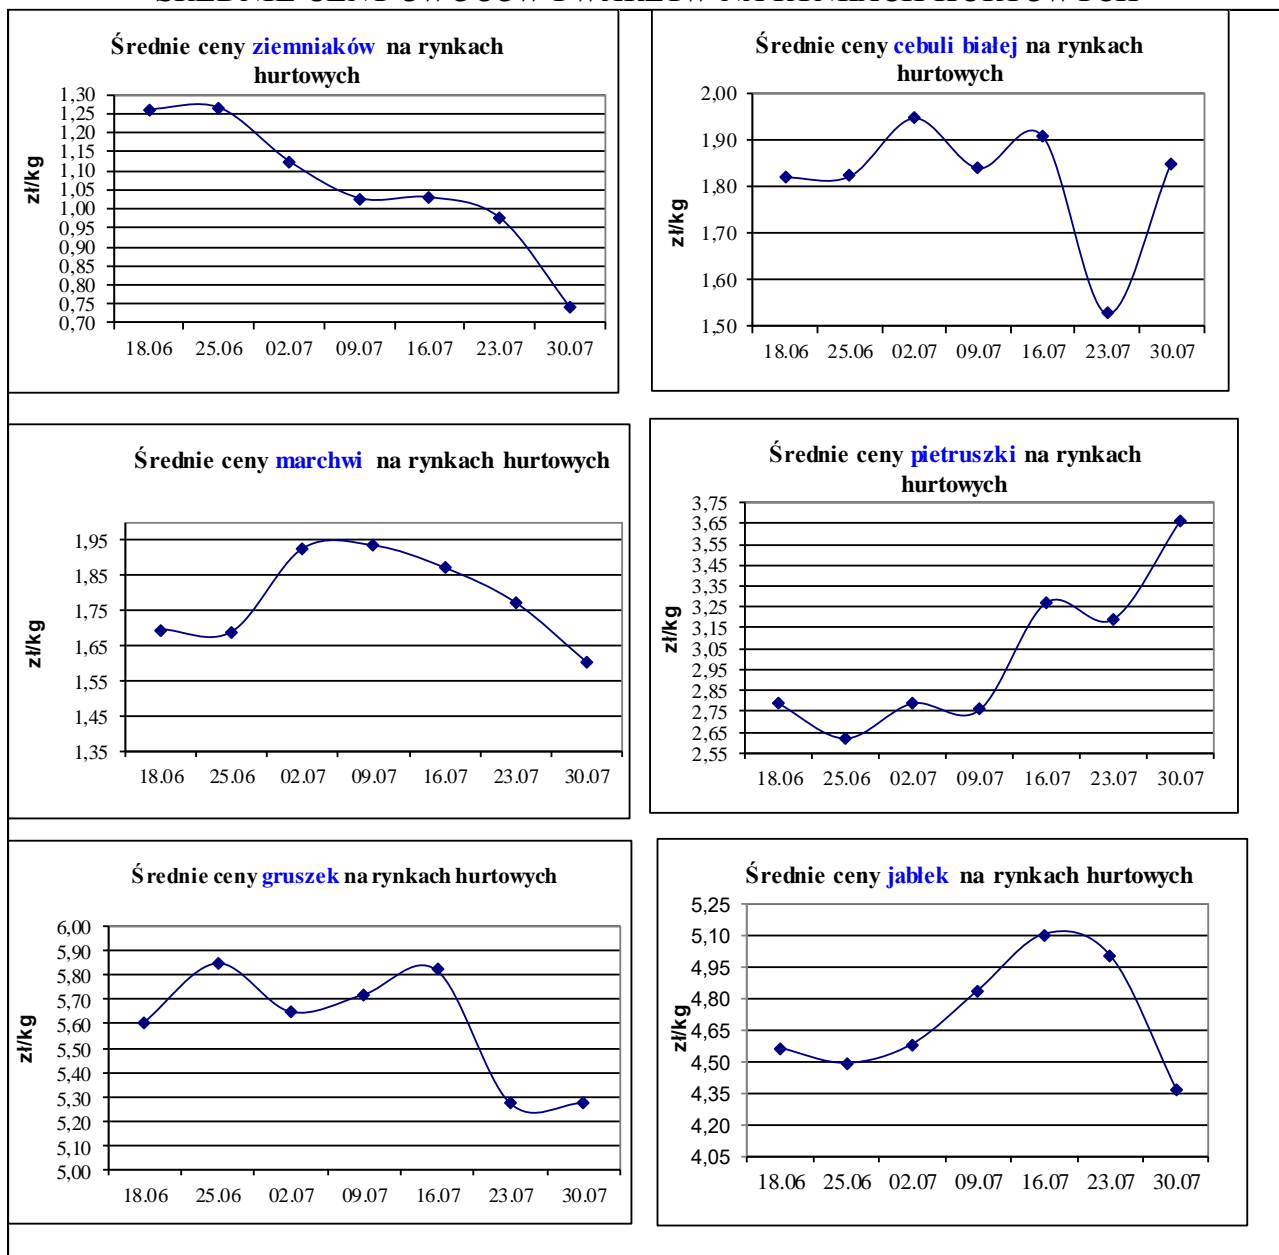 ŚREDNIE CENY OWOCÓW I WARZYW NA RYNKACH HURTOWYCH
Średnie ceny ziemniaków na rynkach
hurtowych
zł/kg
1,30
1,25
1,20
1,15
1,10
1,05
1,00
0,95
0,90
0,85
0,80
0,75
0,70
18.06 25.06 02.07 09.07 16.07 23.07 30.07
Średnie ceny cebuli białej na rynkach
hurtowych
zł/kg
2,00
1,90
1,80
1,70
1,60
1,50
18.06 25.06 02.07 09.07 16.07 23.07 30.07
Średnie ceny marchwi na rynkach hurtowych
zł/kg
1,95
1,85
1,75
1,65
1,55
1,45
1,35
18.06 25.06 02.07 09.07 16.07 23.07 30.07
Średnie ceny pietruszki na rynkach
hurtowych
zł/kg
3,75
3,65
3,55
3,45
3,35
3,25
3,15
3,05
2,95
2,85
2,75
2,65
2,55
18.06 25.06 02.07 09.07 16.07 23.07 30.07
Średnie ceny gruszek na rynkach hurtowych
zł/kg
6,00
5,90
5,80
5,70
5,60
5,50
5,40
5,30
5,20
5,10
5,00
18.06 25.06 02.07 09.07 16.07 23.07 30.07
Średnie ceny jabłek na rynkach hurtowych
zł/kg
5,25
5,10
4,95
4,80
4,65
4,50
4,35
4,20
4,05
18.06 25.06 02.07 09.07 16.07 23.07 30.07